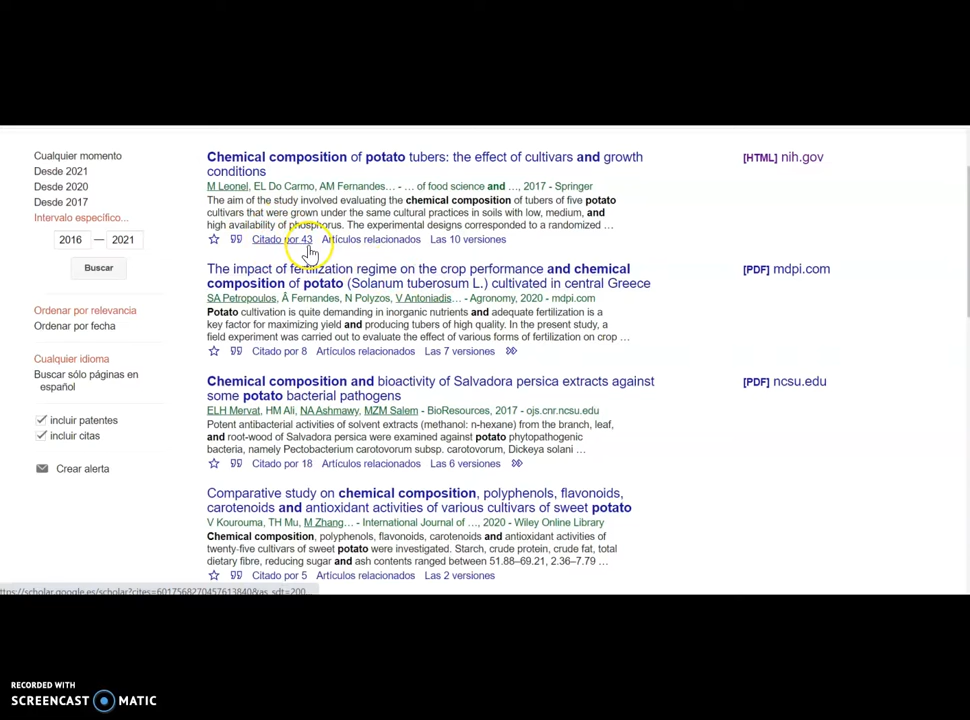 Cualquier momento
Desde 2021
Desde 2020
Desde 2017
Intervalo específico...
2016 — 2021
Buscar
Ordenar por relevancia
Ordenar por fecha
Cualquier idioma
Buscar sólo páginas en
español
incluir patentes
incluir citas
Crear alerta
Chemical composition of potato tubers: the effect of cultivars and growth
conditions
[HTML] nih.gov
M Leonel, EL Do Carmo, AM Fernandes… - … of food science and …, 2017 - Springer
The aim of the study involved evaluating the chemical composition of tubers of five potato
cultivars that were grown under the same cultural practices in soils with low, medium, and
high availability of phosphorus. The experimental designs corresponded to a randomized …
Citado por 43 Artículos relacionados Las 10 versiones
The impact of fertilization regime on the crop performance and chemical
composition of potato (Solanum tuberosum L.) cultivated in central Greece
[PDF] mdpi.com
SA Petropoulos, Â Fernandes, N Polyzos, V Antoniadis… - Agronomy, 2020 - mdpi.com
Potato cultivation is quite demanding in inorganic nutrients and adequate fertilization is a
key factor for maximizing yield and producing tubers of high quality. In the present study, a
field experiment was carried out to evaluate the effect of various forms of fertilization on crop …
Citado por 8 Artículos relacionados Las 7 versiones
Chemical composition and bioactivity of Salvadora persica extracts against
some potato bacterial pathogens
[PDF] ncsu.edu
ELH Mervat, HM Ali, NA Ashmawy, MZM Salem - BioResources, 2017 - ojs.cnr.ncsu.edu
Potent antibacterial activities of solvent extracts (methanol: n-hexane) from the branch, leaf,
and root-wood of Salvadora persica were examined against potato phytopathogenic
bacteria, namely Pectobacterium carotovorum subsp. carotovorum, Dickeya solani …
Citado por 18 Artículos relacionados Las 6 versiones
Comparative study on chemical composition, polyphenols, flavonoids,
carotenoids and antioxidant activities of various cultivars of sweet potato
V Kourouma, TH Mu, M Zhang… - International Journal of …, 2020 - Wiley Online Library
Chemical composition, polyphenols, flavonoids, carotenoids and antioxidant activities of
twenty-five cultivars of sweet potato were investigated. Starch, crude protein, crude fat, total
dietary fibre, reducing sugar and ash contents ranged between 51.88–69.21, 2.36–7.79 …
Citado por 5 Artículos relacionados Las 2 versiones
https://scholar.google.es/scholar?cites=6017568270457613840&as_sdt=200...
RECORDED WITH
SCREENCAST MATIC